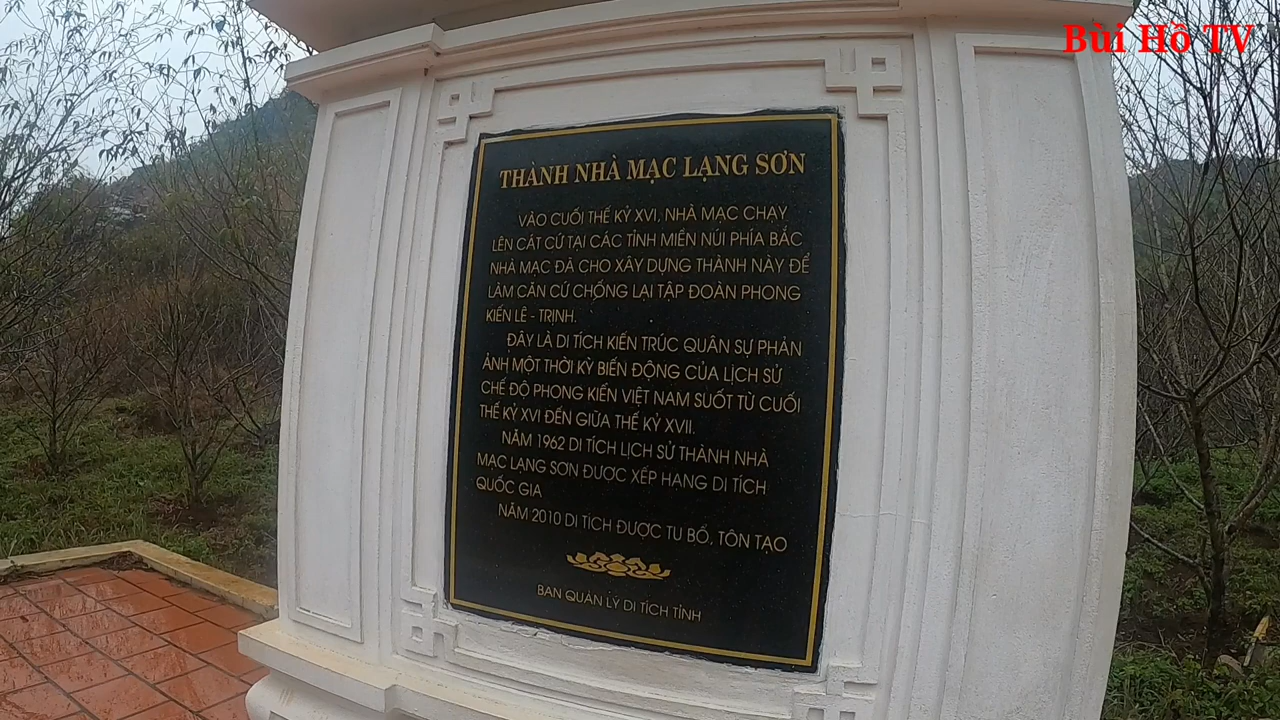 Bùi Hồ TV
THÀNH NHÀ MẠC LẠNG SƠN
VÀO CUỐI THẾ KỶ XVI, NHÀ MẠC CHẠY
LÊN CÁT CỨ TẠI CÁC TỈNH MIỀN NÚI PHÍA BẮC
NHÀ MẠC ĐÃ CHO XÂY DỰNG THÀNH NÀY ĐỂ
LÀM CĂN CỨ CHỐNG LẠI TẬP ĐOÀN PHONG
KIẾN LÊ - TRỊNH.
ĐÂY LÀ DI TÍCH KIẾN TRÚC QUÂN SỰ PHẢN
ẢNH MỘT THỜI KỲ BIẾN ĐỘNG CỦA LỊCH SỬ
CHẾ ĐỘ PHONG KIẾN VIỆT NAM SUỐT TỪ CUỐI
THẾ KỶ XVI ĐẾN GIỮA THẾ KỶ XVII.
NĂM 1962 DI TÍCH LỊCH SỬ THÀNH NHÀ
MẠC LẠNG SƠN ĐƯỢC XẾP HẠNG DI TÍCH
QUỐC GIA
NĂM 2010 DI TÍCH ĐƯỢC TU BỔ, TÔN TẠO
BAN QUẢN LÝ DI TÍCH TỈNH